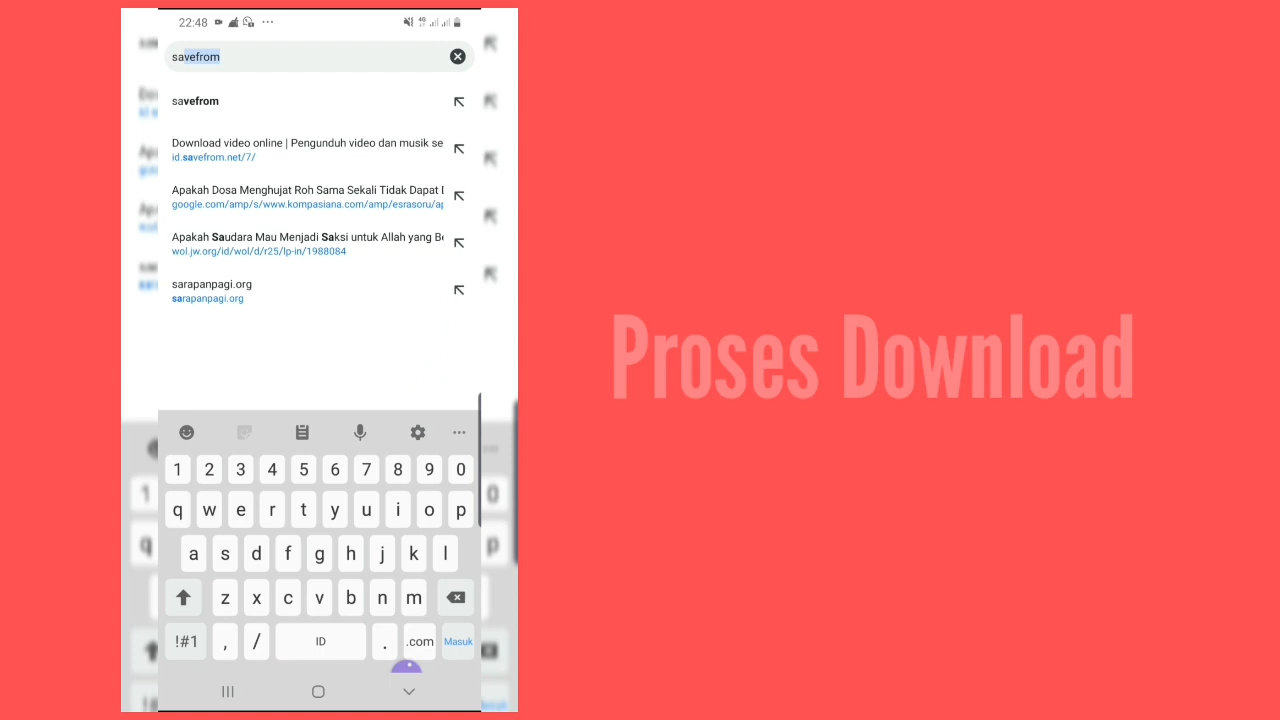 22:48
4G
savefrom
savefrom
Download video online | Pengunduh video dan musik se
id.savefrom.net/7/
Apakah Dosa Menghujat Roh Sama Sekali Tidak Dapat
google.com/amp/s/www.kompasiana.com/amp/esrasoru/ap
Apakah Saudara Mau Menjadi Saksi untuk Allah yang Be
wol.jw.org/id/wol/d/r25/lp-in/1988084
sarapanpagi.org
sarapanpagi.org
Proses Download
1 2 3 4 5 6 7 8 9 0
q w e r t y u i o p
a s d f g h j k l
z x c v b n m
!#1 , / ID . .com Masuk